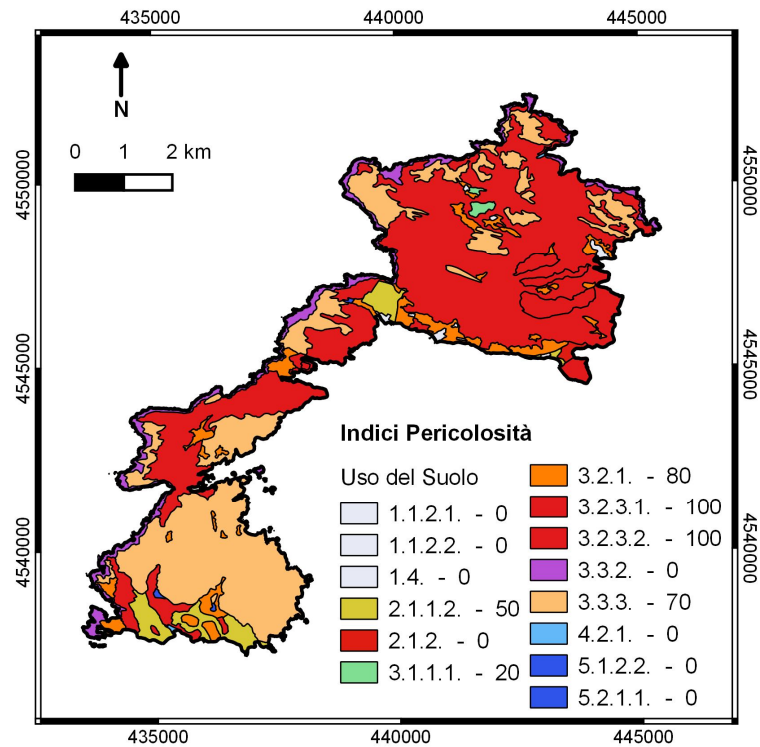 435000 440000 445000
N
0 1 2 km
4550000 4550000
4545000 4545000
4540000 4540000
Indici Pericolosità
Uso del Suolo
1.1.2.1. - 0
1.1.2.2. - 0
1.4. - 0
2.1.1.2. - 50
2.1.2. - 0
3.1.1.1. - 20
3.2.1. - 80
3.2.3.1. - 100
3.2.3.2. - 100
3.3.2. - 0
3.3.3. - 70
4.2.1. - 0
5.1.2.2. - 0
5.2.1.1. - 0
435000 440000 445000